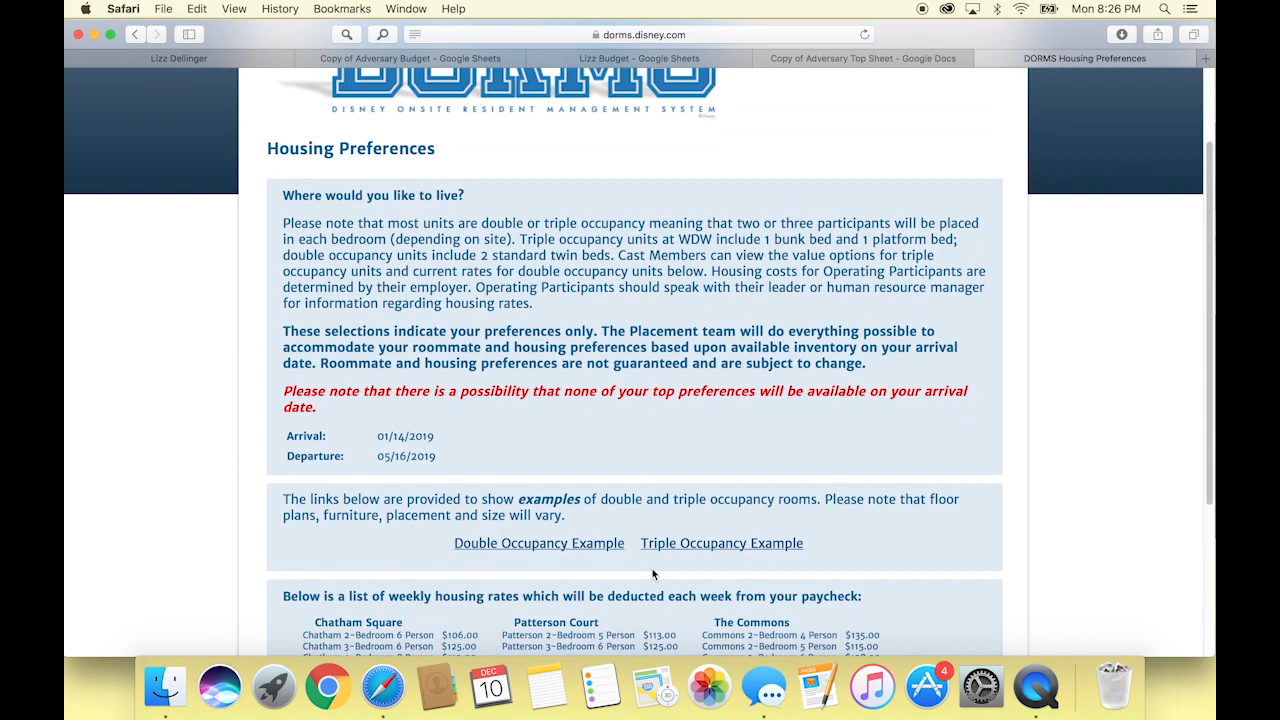 Safari File Edit View History Bookmarks Window Help Mon 8:26 PM
dorms.disney.com
Lizz Dellinger Copy of Adversary Budget - Google Sheets Lizz Budget - Google Sheets Copy of Adversary Top Sheet - Google Docs DORMS Housing Preferences
DORMS
DISNEY ONSITE RESIDENT MANAGEMENT SYSTEM
©Disney
Housing Preferences
Where would you like to live?
Please note that most units are double or triple occupancy meaning that two or three participants will be placed
in each bedroom (depending on site). Triple occupancy units at WDW include 1 bunk bed and 1 platform bed;
double occupancy units include 2 standard twin beds. Cast Members can view the value options for triple
occupancy units and current rates for double occupancy units below. Housing costs for Operating Participants are
determined by their employer. Operating Participants should speak with their leader or human resource manager
for information regarding housing rates.
These selections indicate your preferences only. The Placement team will do everything possible to
accommodate your roommate and housing preferences based upon available inventory on your arrival
date. Roommate and housing preferences are not guaranteed and are subject to change.
Please note that there is a possibility that none of your top preferences will be available on your arrival
date.
Arrival: 01/14/2019
Departure: 05/16/2019
The links below are provided to show examples of double and triple occupancy rooms. Please note that floor
plans, furniture, placement and size will vary.
Double Occupancy Example Triple Occupancy Example
Below is a list of weekly housing rates which will be deducted each week from your paycheck:
Chatham Square Patterson Court The Commons
Chatham 2-Bedroom 6 Person $106.00 Patterson 2-Bedroom 5 Person $113.00 Commons 2-Bedroom 4 Person $135.00
Chatham 3-Bedroom 6 Person $125.00 Patterson 3-Bedroom 6 Person $125.00 Commons 2-Bedroom 5 Person $115.00
DEC
10
4